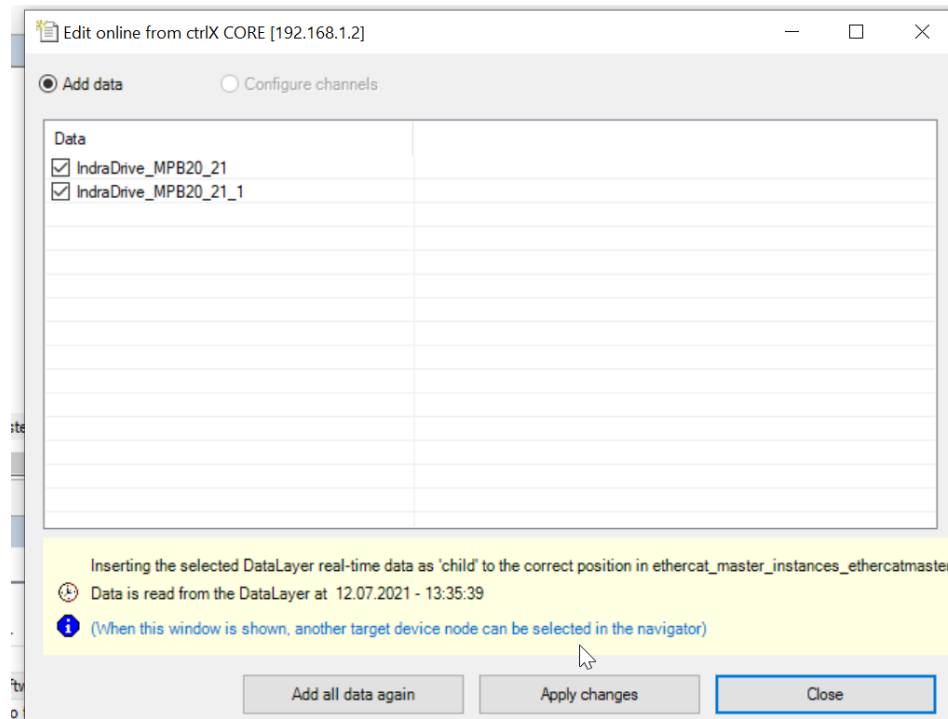 Edit online from ctrlX CORE [192.168.1.2]
Add data
Configure channels
Data
IndraDrive_MPB20_21
IndraDrive_MPB20_21_1
Inserting the selected DataLayer real-time data as 'child' to the correct position in ethercat_master_instances_ethercatmaster
Data is read from the DataLayer at 12.07.2021 - 13:35:39
(When this window is shown, another target device node can be selected in the navigator)
Add all data again
Apply changes
Close